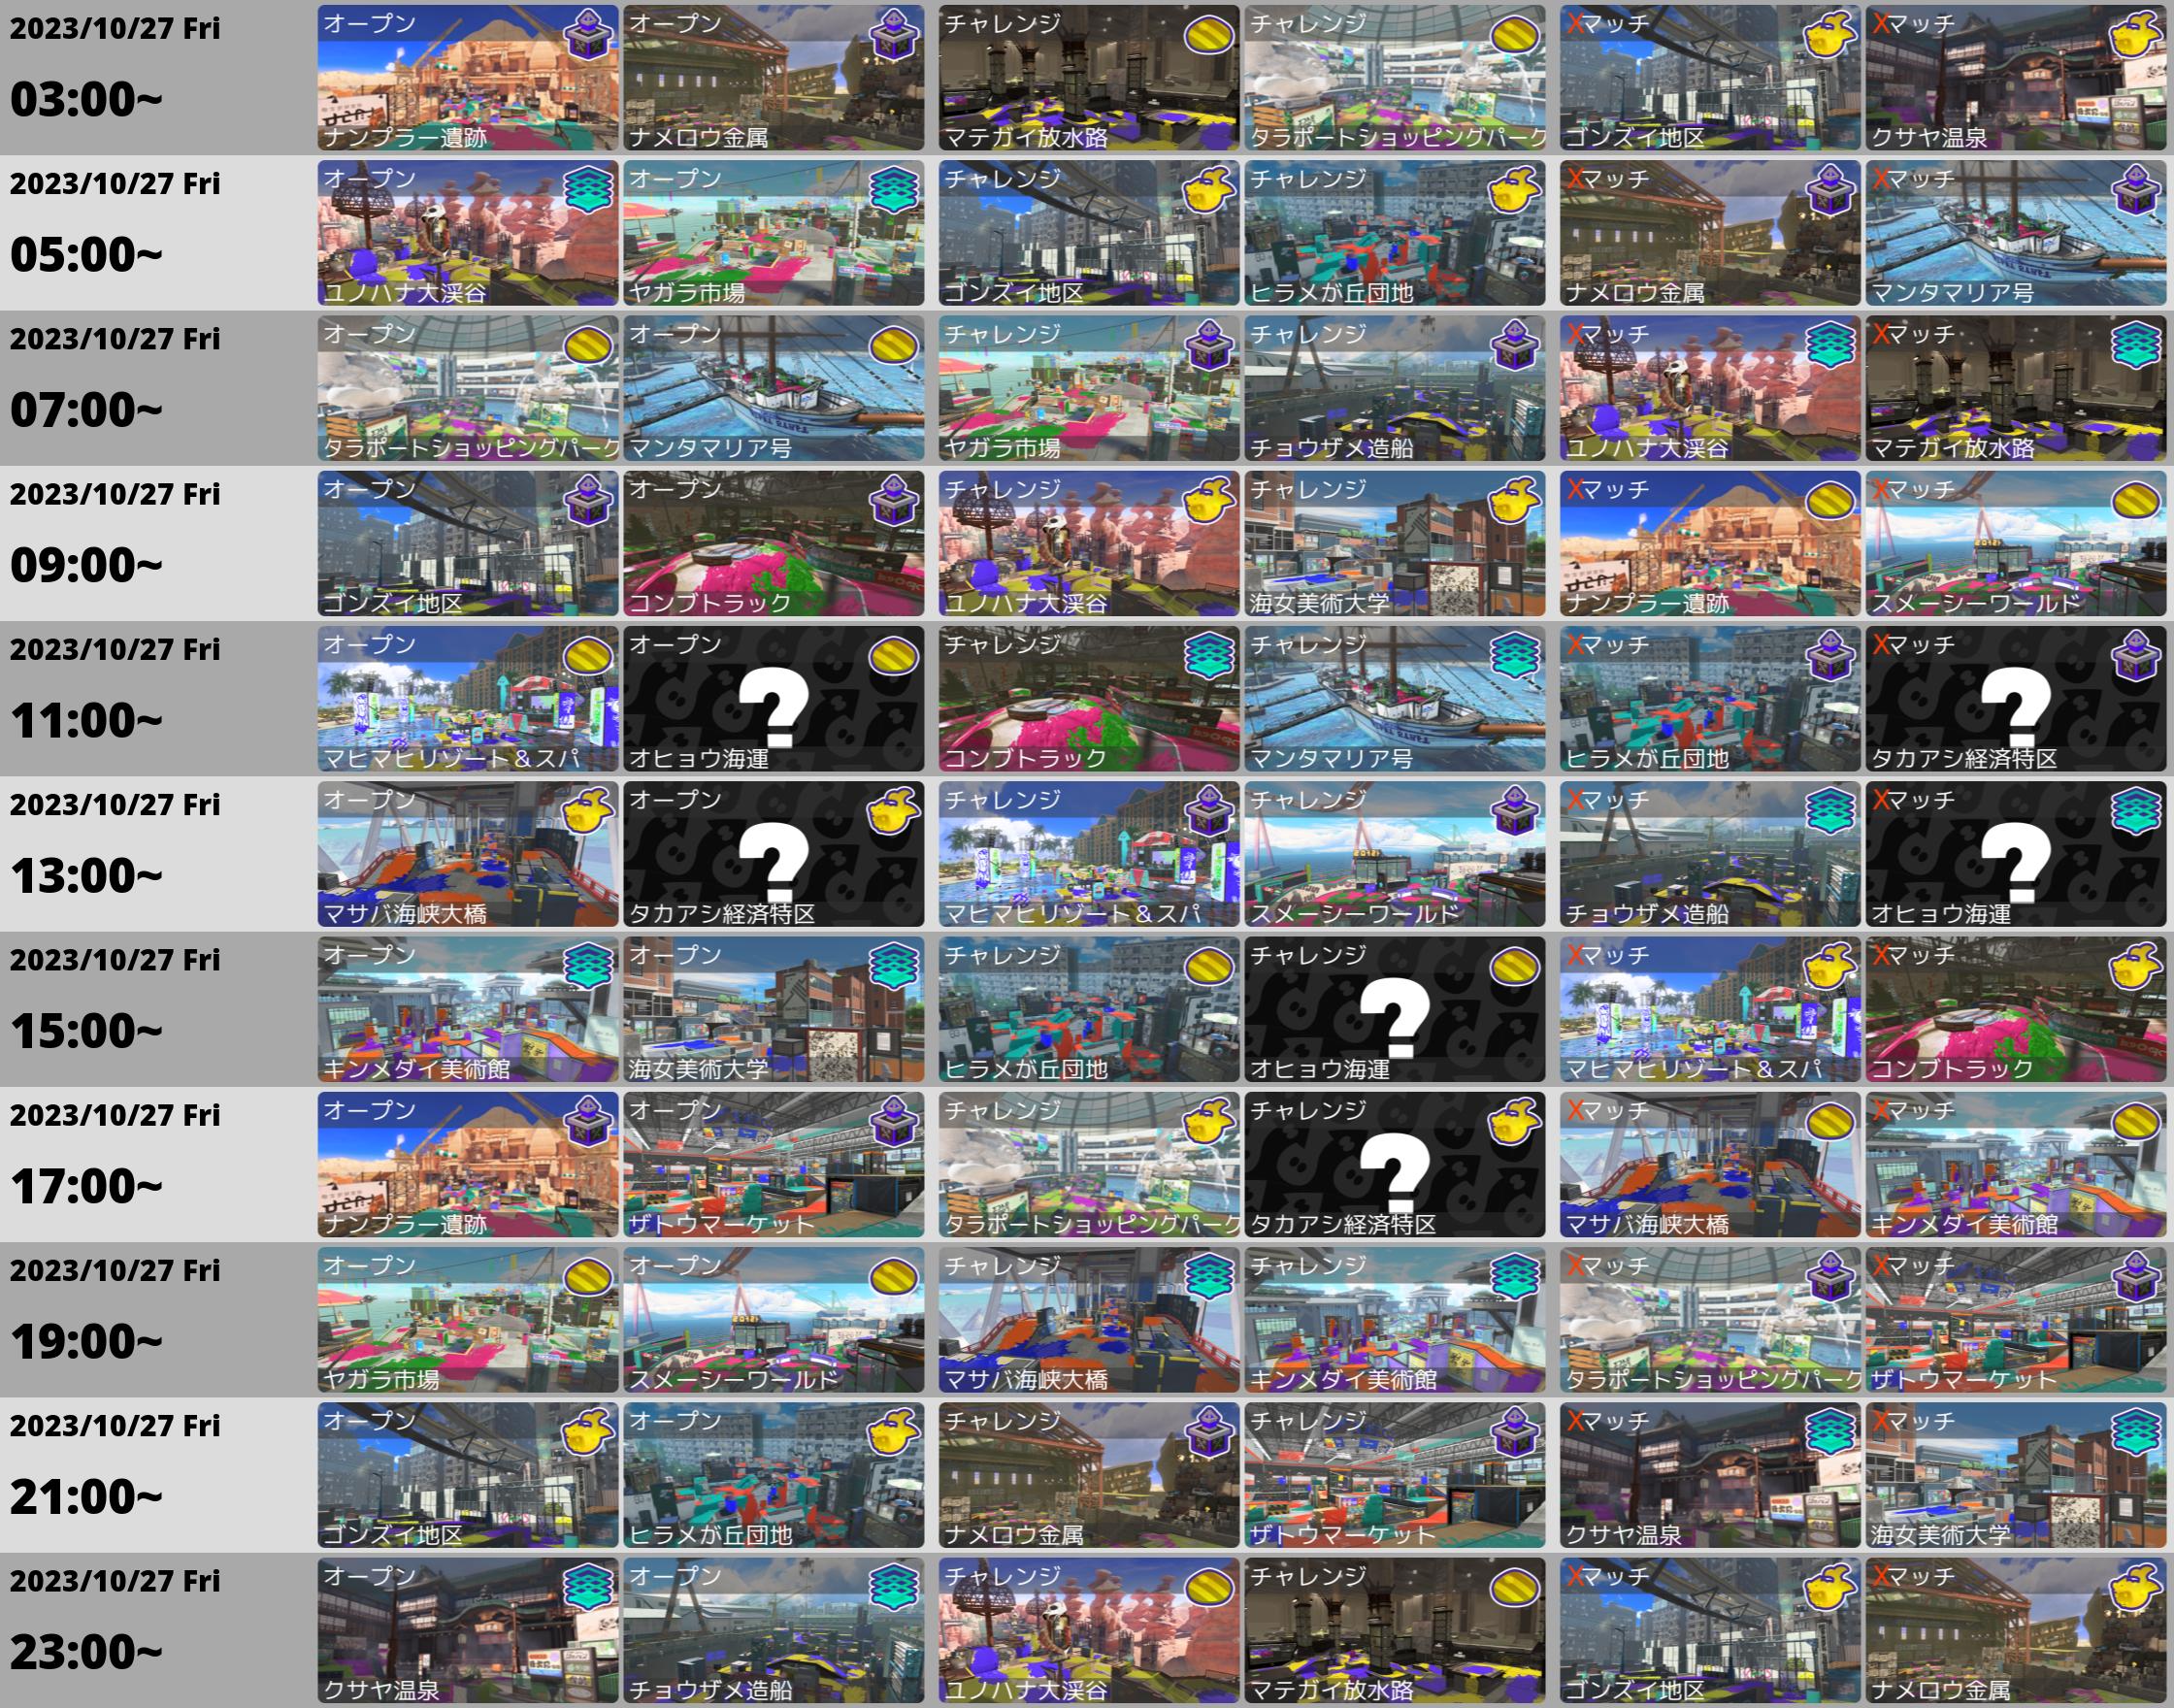 2023/10/27 Fri
03:00~
オープン
ナンプラー遺跡
オープン
ナメロウ金属
チャレンジ
マテガイ放水路
チャレンジ
タラポートショッピングパーク
Xマッチ
ゴンズイ地区
Xマッチ
クサヤ温泉
2023/10/27 Fri
05:00~
オープン
ユノハナ大渓谷
オープン
ヤガラ市場
チャレンジ
ゴンズイ地区
チャレンジ
ヒラメが丘団地
Xマッチ
ナメロウ金属
Xマッチ
マンタマリア号
2023/10/27 Fri
07:00~
オープン
タラポートショッピングパーク
オープン
マンタマリア号
チャレンジ
ヤガラ市場
チャレンジ
チョウザメ造船
Xマッチ
ユノハナ大渓谷
Xマッチ
マテガイ放水路
2023/10/27 Fri
09:00~
オープン
ゴンズイ地区
オープン
コンブトラック
チャレンジ
ユノハナ大渓谷
チャレンジ
海女美術大学
Xマッチ
ナンプラー遺跡
Xマッチ
スメーシーワールド
2023/10/27 Fri
11:00~
オープン
マヒマヒリゾート&スパ
オープン
オヒョウ海運
チャレンジ
コンブトラック
チャレンジ
マンタマリア号
Xマッチ
ヒラメが丘団地
Xマッチ
タカアシ経済特区
2023/10/27 Fri
13:00~
オープン
マサバ海峡大橋
オープン
タカアシ経済特区
チャレンジ
マヒマヒリゾート&スパ
チャレンジ
スメーシーワールド
Xマッチ
チョウザメ造船
Xマッチ
オヒョウ海運
2023/10/27 Fri
15:00~
オープン
キンメダイ美術館
オープン
海女美術大学
チャレンジ
ヒラメが丘団地
チャレンジ
オヒョウ海運
Xマッチ
マヒマヒリゾート&スパ
Xマッチ
コンブトラック
2023/10/27 Fri
17:00~
オープン
ナンプラー遺跡
オープン
ザトウマーケット
チャレンジ
タラポートショッピングパーク
チャレンジ
タカアシ経済特区
Xマッチ
マサバ海峡大橋
Xマッチ
キンメダイ美術館
2023/10/27 Fri
19:00~
オープン
ヤガラ市場
オープン
スメーシーワールド
チャレンジ
マサバ海峡大橋
チャレンジ
キンメダイ美術館
Xマッチ
タラポートショッピングパーク
Xマッチ
ザトウマーケット
2023/10/27 Fri
21:00~
オープン
ゴンズイ地区
オープン
ヒラメが丘団地
チャレンジ
ナメロウ金属
チャレンジ
ザトウマーケット
Xマッチ
クサヤ温泉
Xマッチ
海女美術大学
2023/10/27 Fri
23:00~
オープン
クサヤ温泉
オープン
チョウザメ造船
チャレンジ
ユノハナ大渓谷
チャレンジ
マテガイ放水路
Xマッチ
ゴンズイ地区
Xマッチ
ナメロウ金属